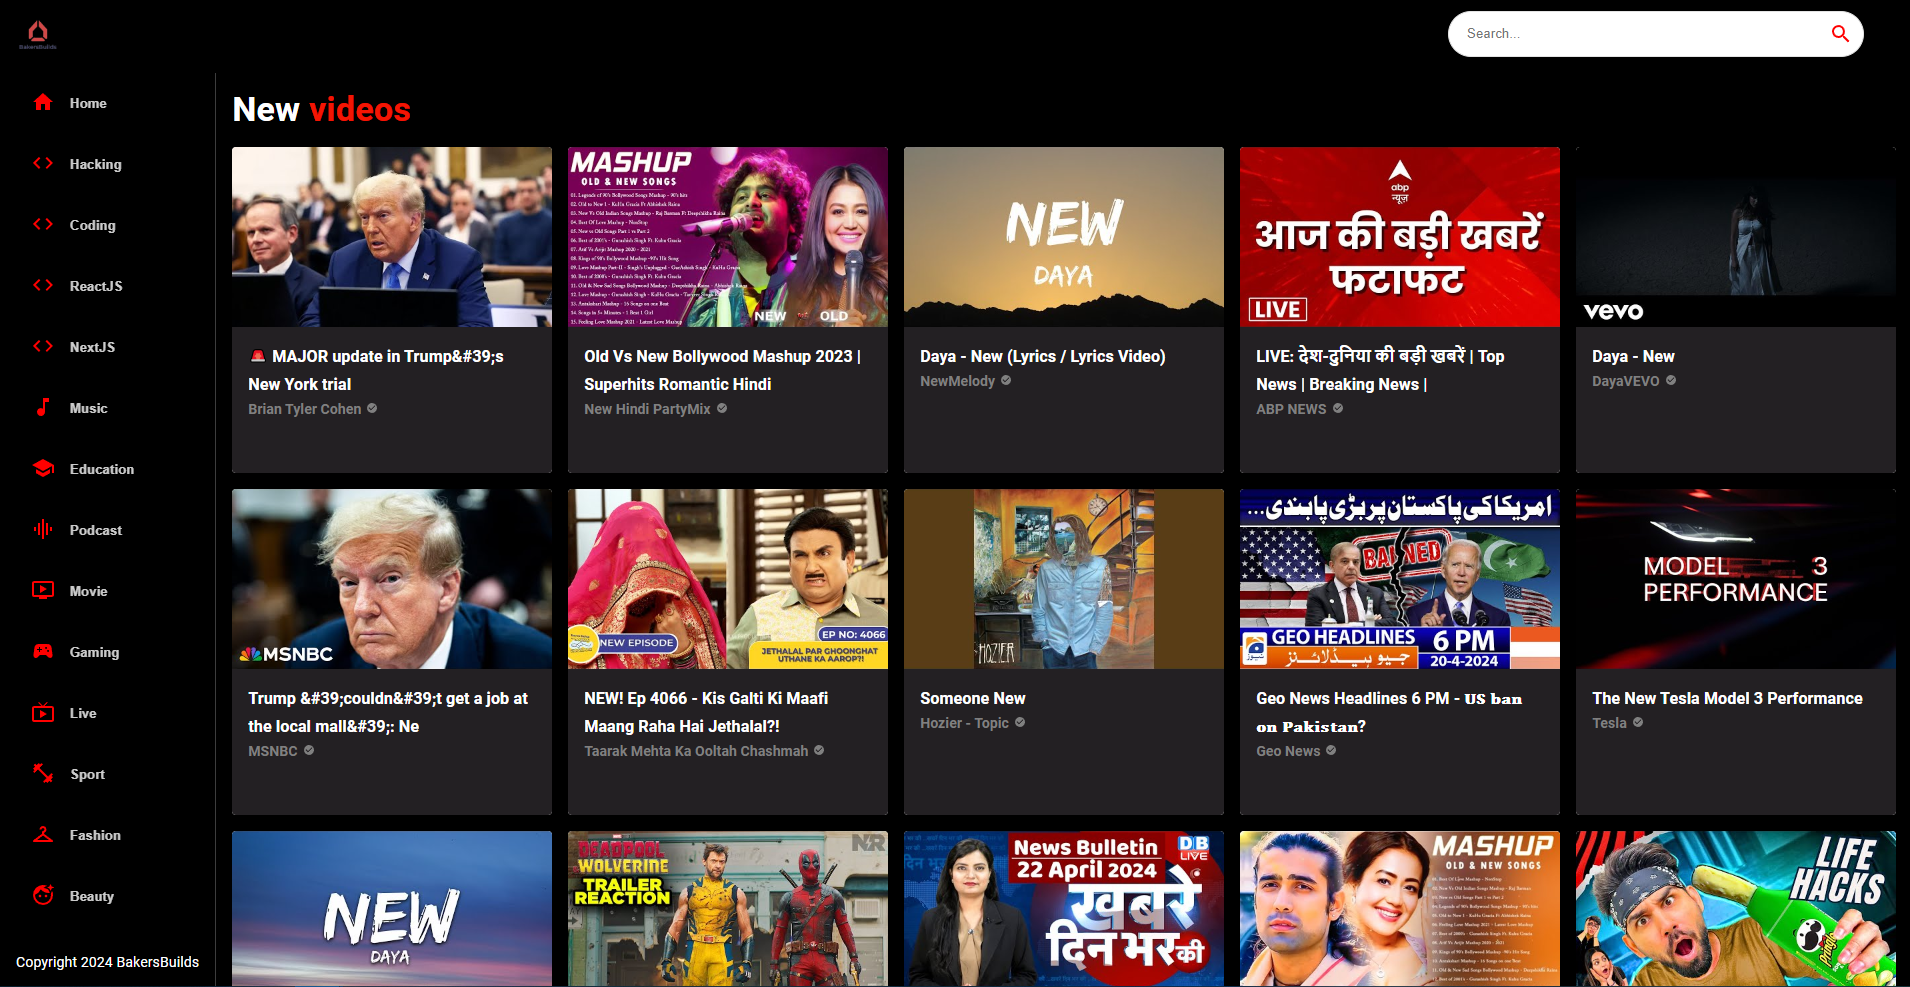 BakersBuilds
Search...
Home
Hacking
Coding
ReactJS
NextJS
Music
Education
Podcast
Movie
Gaming
Live
Sport
Fashion
Beauty
Copyright 2024 BakersBuilds
New videos
🚨 MAJOR update in Trump&#39;s
New York trial
Brian Tyler Cohen
MASHUP
OLD & NEW SONGS
NEW VS OLD
Old Vs New Bollywood Mashup 2023 |
Superhits Romantic Hindi
New Hindi PartyMix
NEW
DAYA
Daya - New (Lyrics / Lyrics Video)
NewMelody
abp
न्यूज़
आज की बड़ी खबरें
फटाफट
LIVE
LIVE: देश-दुनिया की बड़ी खबरें | Top
News | Breaking News |
ABP NEWS
vevo
Daya - New
DayaVEVO
MSNBC
Trump &#39;couldn&#39;t get a job at
the local mall&#39;: Ne
MSNBC
NEW EPISODE
EP NO: 4066
JETHALAL PAR GHOONGHAT
UTHANE KA AAROP?!
NEW! Ep 4066 - Kis Galti Ki Maafi
Maang Raha Hai Jethalal?!
Taarak Mehta Ka Ooltah Chashmah
HOZIER
Someone New
Hozier - Topic
امریکا کی پاکستان پر بڑی پابندی...
BANNED
GEO HEADLINES
6 PM
جیو ہیڈلائنز
20-4-2024
Geo News Headlines 6 PM - 𝐔𝐒 𝐛𝐚𝐧
𝐨𝐧 𝐏𝐚𝐤𝐢𝐬𝐭𝐚𝐧?
Geo News
MODEL 3
PERFORMANCE
The New Tesla Model 3 Performance
Tesla
NEW
DAYA
DEADPOOL
WOLVERINE
TRAILER
REACTION
News Bulletin
22 April 2024
DB
LIVE
खबरें
दिन भर की
MASHUP
OLD & NEW SONGS
LIFE
HACKS